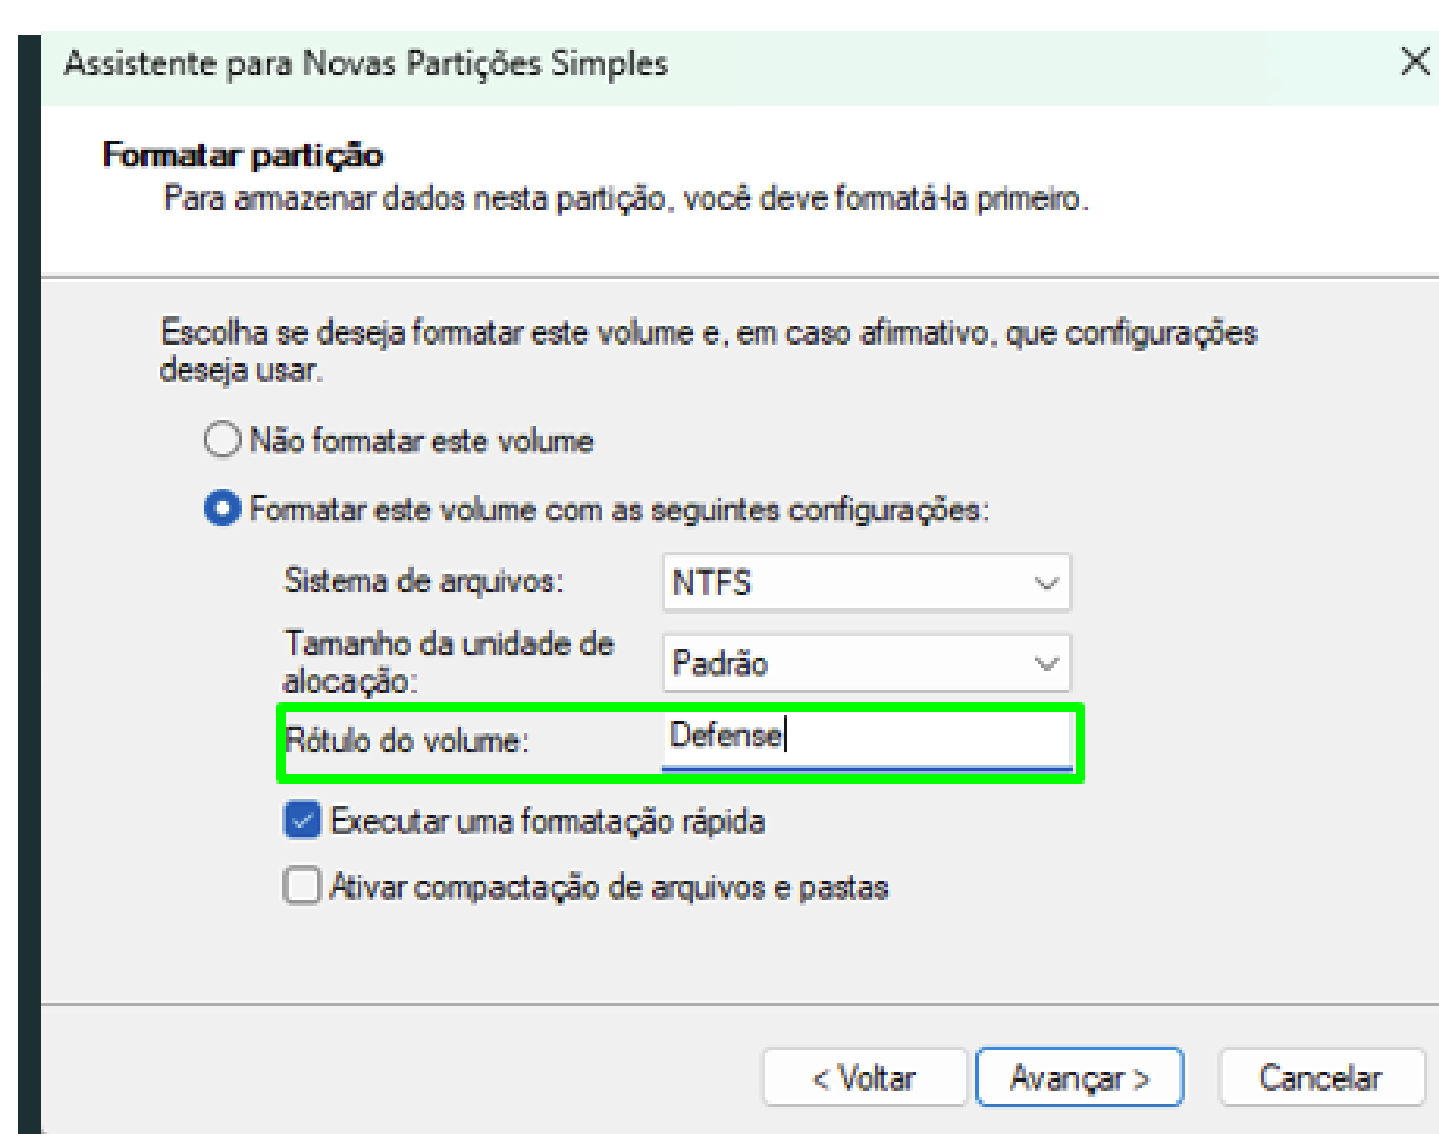 Assistente para Novas Partições Simples
Formatar partição
Para armazenar dados nesta partição, você deve formatá-la primeiro.
Escolha se deseja formatar este volume e, em caso afirmativo, que configurações
deseja usar.
Não formatar este volume
Formatar este volume com as seguintes configurações:
Sistema de arquivos: NTFS
Tamanho da unidade de
alocação: Padrão
Rótulo do volume: Defense
Executar uma formatação rápida
Ativar compactação de arquivos e pastas
< Voltar Avançar > Cancelar